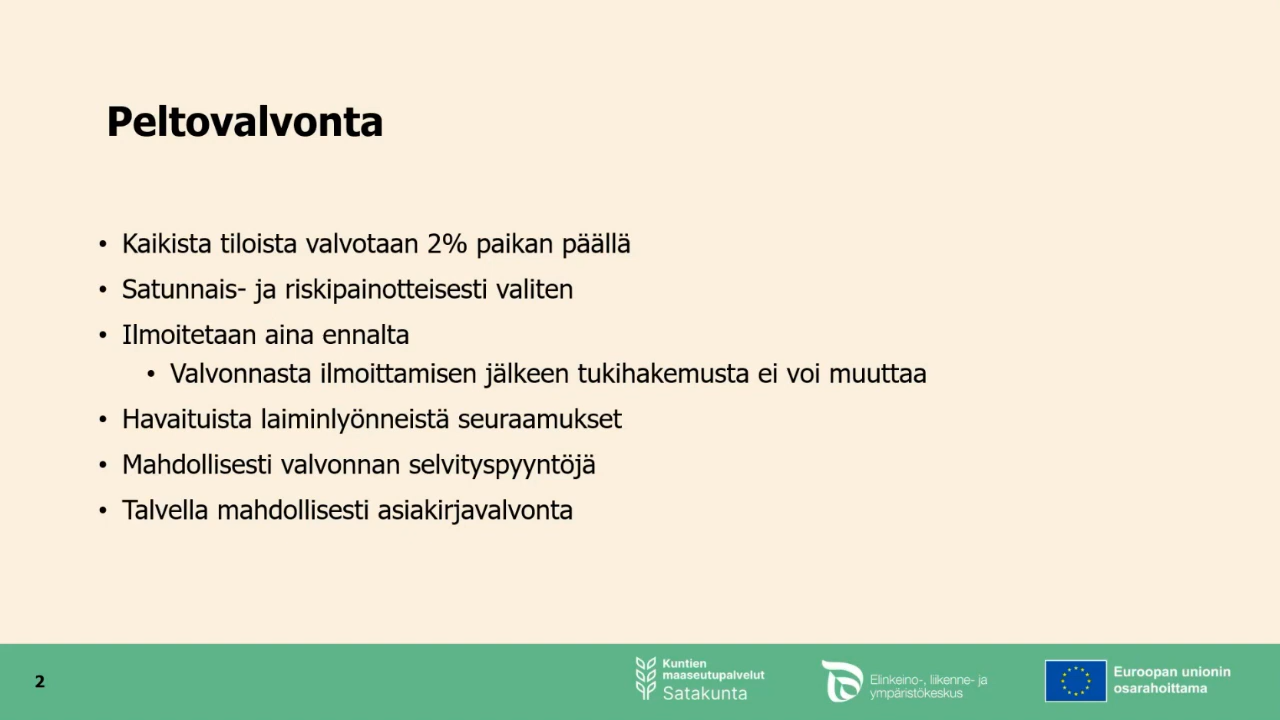 Peltovalvonta
• Kaikista tiloista valvotaan 2% paikan päällä
• Satunnais- ja riskipainotteisesti valiten
• Ilmoitetaan aina ennalta
• Valvonnasta ilmoittamisen jälkeen tukihakemusta ei voi muuttaa
• Havaituista laiminlyönneistä seuraamukset
• Mahdollisesti valvonnan selvityspyyntöjä
• Talvella mahdollisesti asiakirjavalvonta
2
Kuntien
maaseutupalvelut
Satakunta
Elinkeino-, liikenne- ja
ympäristökeskus
Euroopan unionin
osarahoittama